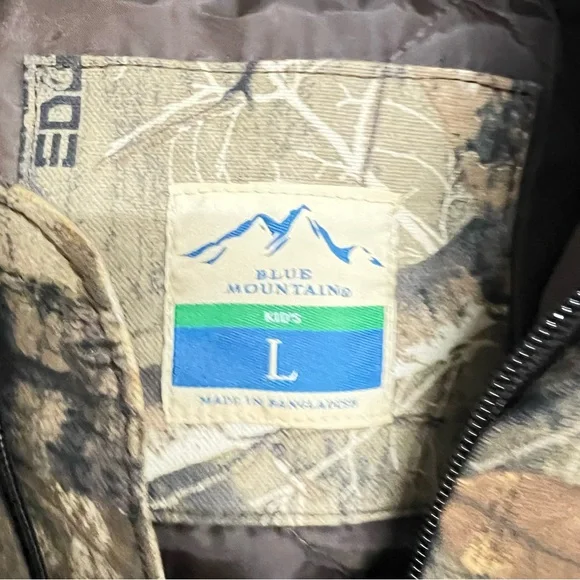 EDGE
BLUE
MOUNTAIN®
KID'S
L
MADE IN BANGLADESH